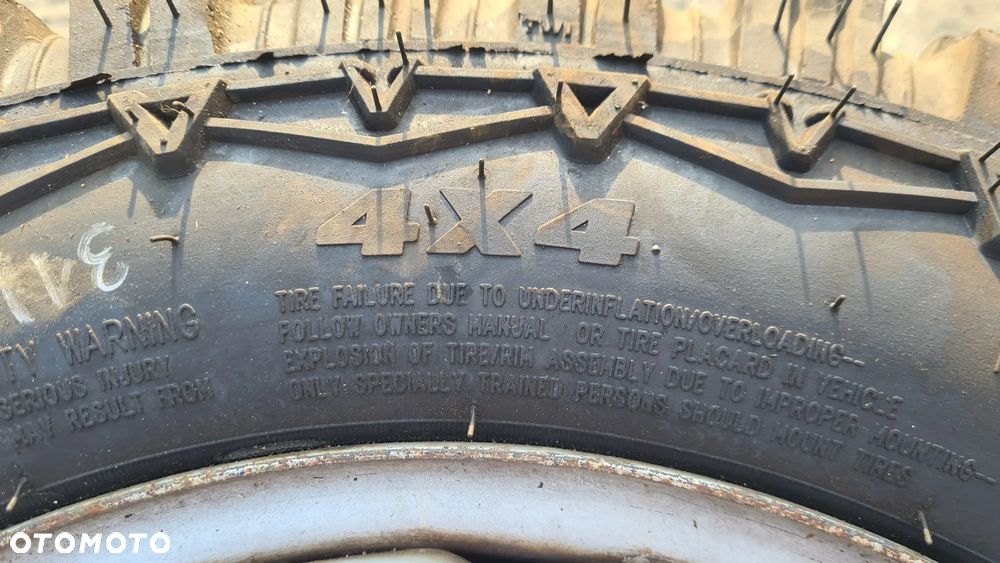 4X4
TY WARNING
SERIOUS INJURY
MAY RESULT FROM
TIRE FAILURE DUE TO UNDERINFLATION/OVERLOADING--
FOLLOW OWNERS MANUAL OR TIRE PLACARD IN VEHICLE
EXPLOSION OF TIRE/RIM ASSEMBLY DUE TO IMPROPER MOUNTING--
ONLY SPECIALLY TRAINED PERSONS SHOULD MOUNT TIRES
OTOMOTO